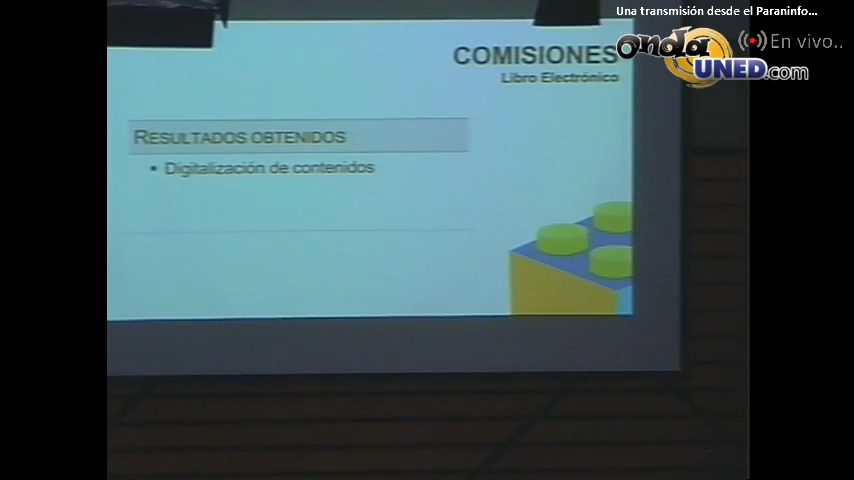 Una transmisión desde el Paraninfo...
onda
UNED.com
En vivo..
COMISIONES
Libro Electrónico
RESULTADOS OBTENIDOS
• Digitalización de contenidos